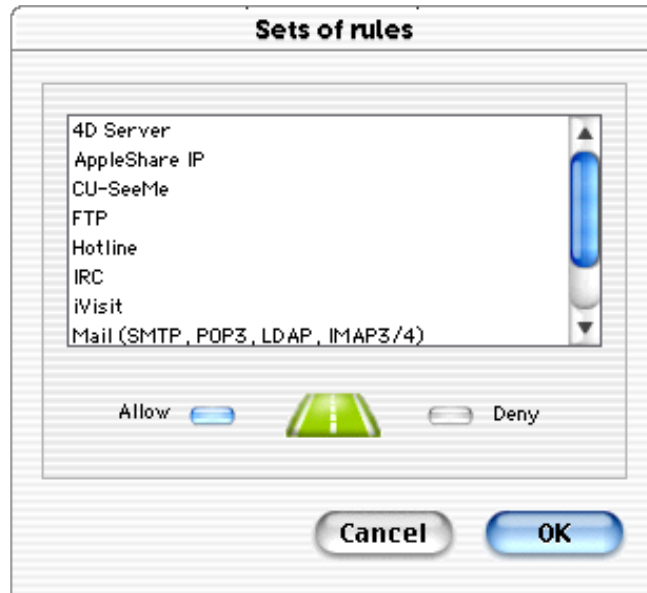 Sets of rules
4D Server
AppleShare IP
CU-SeeMe
FTP
Hotline
IRC
iVisit
Mail (SMTP, POP3, LDAP, IMAP3/4)
Allow
Deny
Cancel
OK